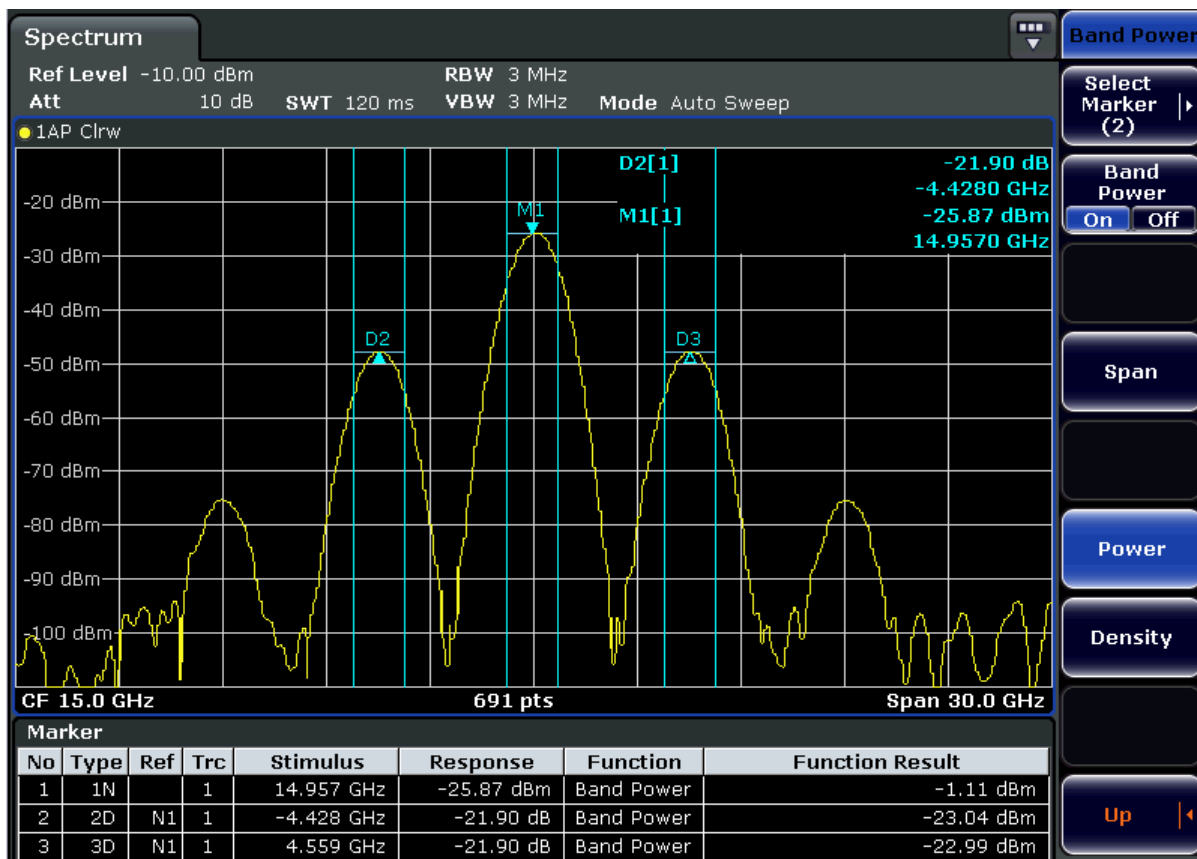 Spectrum
Ref Level -10.00 dBm RBW 3 MHz
Att 10 dB SWT 120 ms VBW 3 MHz Mode Auto Sweep
1AP Clrw
D2[1] -21.90 dB
-4.4280 GHz
M1[1] -25.87 dBm
14.9570 GHz
-20 dBm
M1
-30 dBm
-40 dBm
D2 D3
-50 dBm
-60 dBm
-70 dBm
-80 dBm
-90 dBm
-100 dBm
CF 15.0 GHz 691 pts Span 30.0 GHz
Marker
No Type Ref Trc Stimulus Response Function Function Result
1 1N 1 14.957 GHz -25.87 dBm Band Power -1.11 dBm
2 2D N1 1 -4.428 GHz -21.90 dB Band Power -23.04 dBm
3 3D N1 1 4.559 GHz -21.90 dB Band Power -22.99 dBm
Band Power
Select
Marker
(2)
Band
Power
On Off
Span
Power
Density
Up